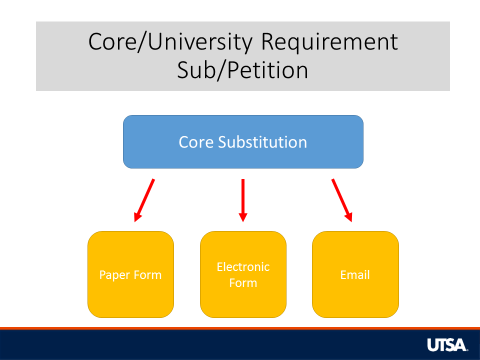 Core/University Requirement
Sub/Petition
Core Substitution
Paper Form
Electronic
Form
Email
UTSA